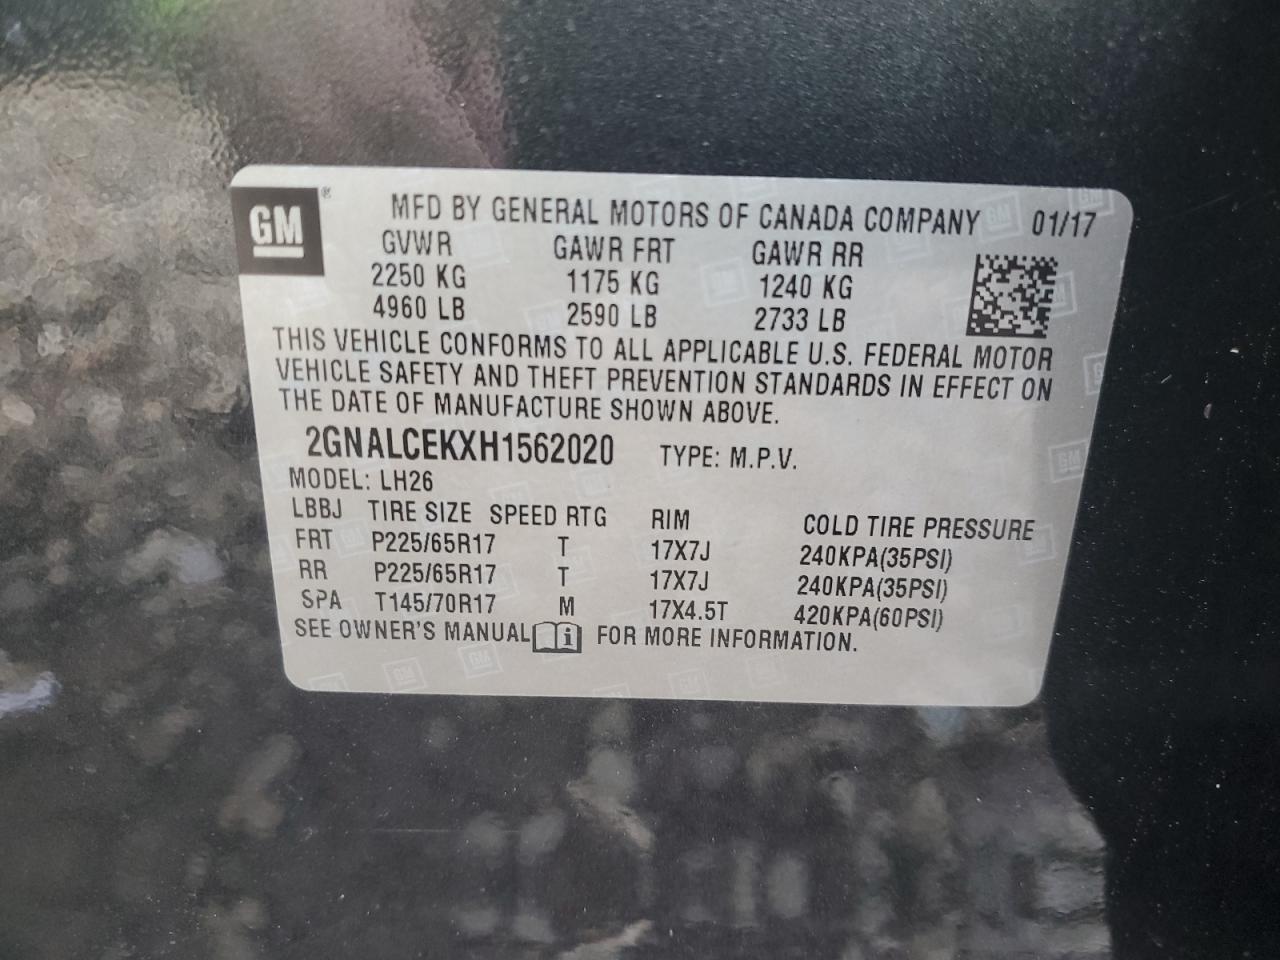 GM ® MFD BY GENERAL MOTORS OF CANADA COMPANY 01/17
GVWR GAWR FRT GAWR RR
2250 KG 1175 KG 1240 KG
4960 LB 2590 LB 2733 LB
THIS VEHICLE CONFORMS TO ALL APPLICABLE U.S. FEDERAL MOTOR
VEHICLE SAFETY AND THEFT PREVENTION STANDARDS IN EFFECT ON
THE DATE OF MANUFACTURE SHOWN ABOVE.
2GNALCEKXH1562020 TYPE: M.P.V.
MODEL: LH26
LBBJ TIRE SIZE SPEED RTG RIM COLD TIRE PRESSURE
FRT P225/65R17 T 17X7J 240KPA(35PSI)
RR P225/65R17 T 17X7J 240KPA(35PSI)
SPA T145/70R17 M 17X4.5T 420KPA(60PSI)
SEE OWNER'S MANUAL i FOR MORE INFORMATION.